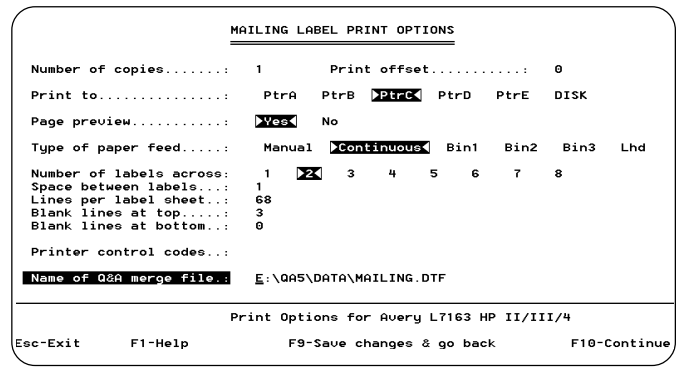 MAILING LABEL PRINT OPTIONS
Number of copies.......: 1 Print offset...........: 0
Print to...............: PtrA PtrB ►PtrC◄ PtrD PtrE DISK
Page preview...........: ►Yes◄ No
Type of paper feed.....: Manual ►Continuous◄ Bin1 Bin2 Bin3 Lhd
Number of labels across: 1 ►2◄ 3 4 5 6 7 8
Space between labels...: 1
Lines per label sheet..: 68
Blank lines at top.....: 3
Blank lines at bottom..: 0
Printer control codes..:
Name of Q&A merge file.: E:\QA5\DATA\MAILING.DTF
Print Options for Avery L7163 HP II/III/4
Esc-Exit F1-Help F9-Save changes & go back F10-Continue